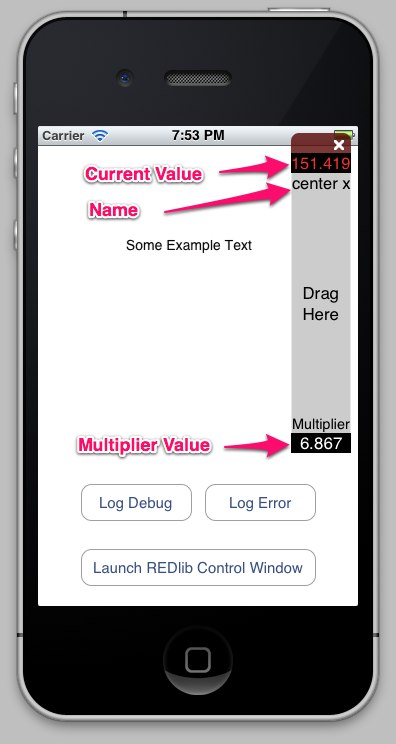 Carrier 7:53 PM
Current Value
151.419
Name
center x
Some Example Text
Drag
Here
Multiplier
Multiplier Value
6.867
Log Debug
Log Error
Launch REDlib Control Window